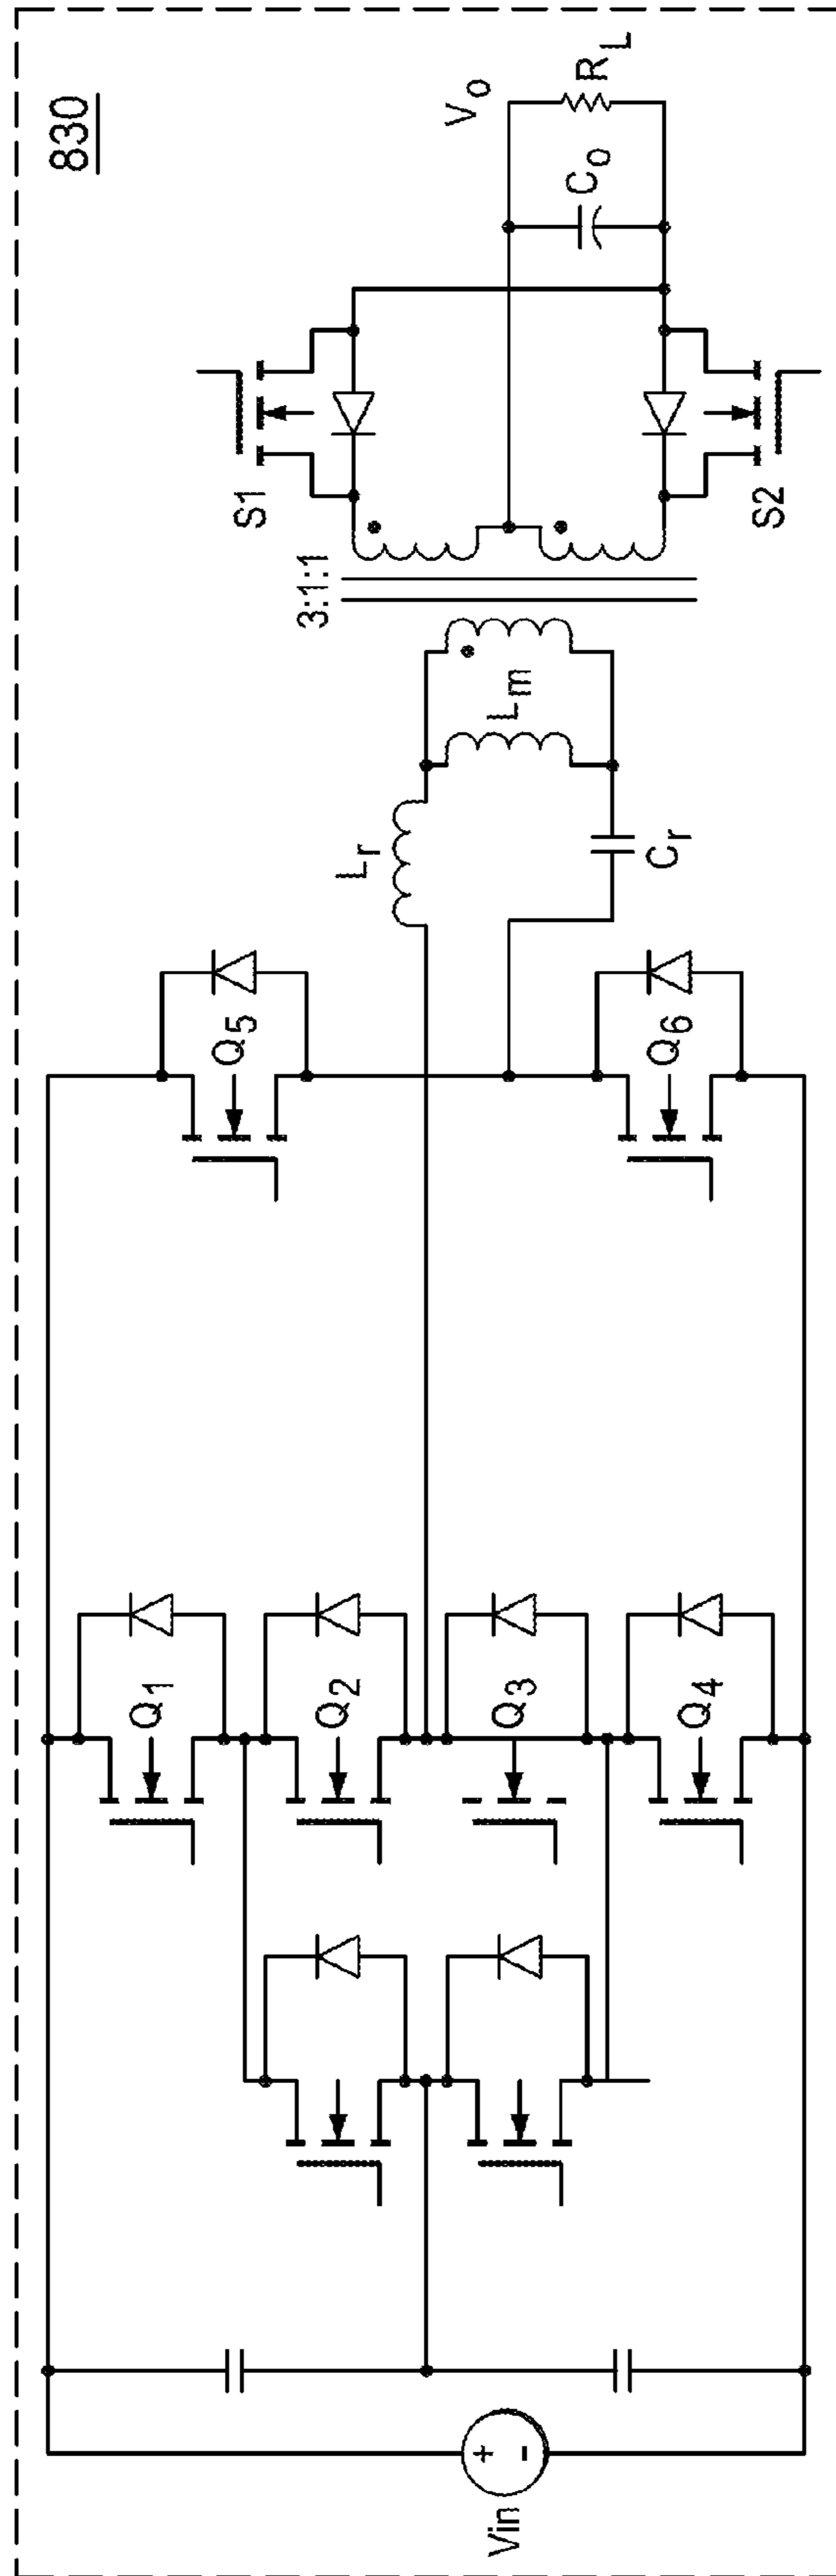 830
Vin
+
-
Q1
Q2
Q3
Q4
Q5
Q6
Lr
Lm
Cr
3:1:1
S1
S2
Vo
Co
RL